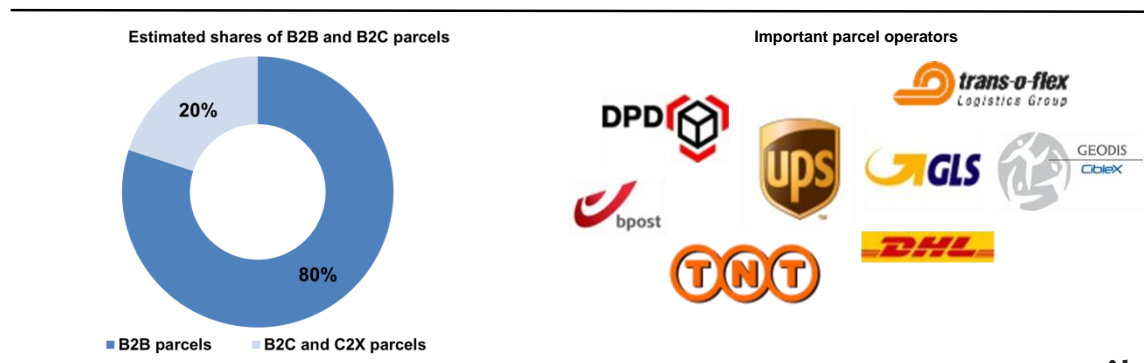 Estimated shares of B2B and B2C parcels
20%
80%
B2B parcels
B2C and C2X parcels
Important parcel operators
trans-o-flex
Logistics Group
DPD
ups
TM
GLS
GEODIS
Ciblex
bpost
DHL
TNT